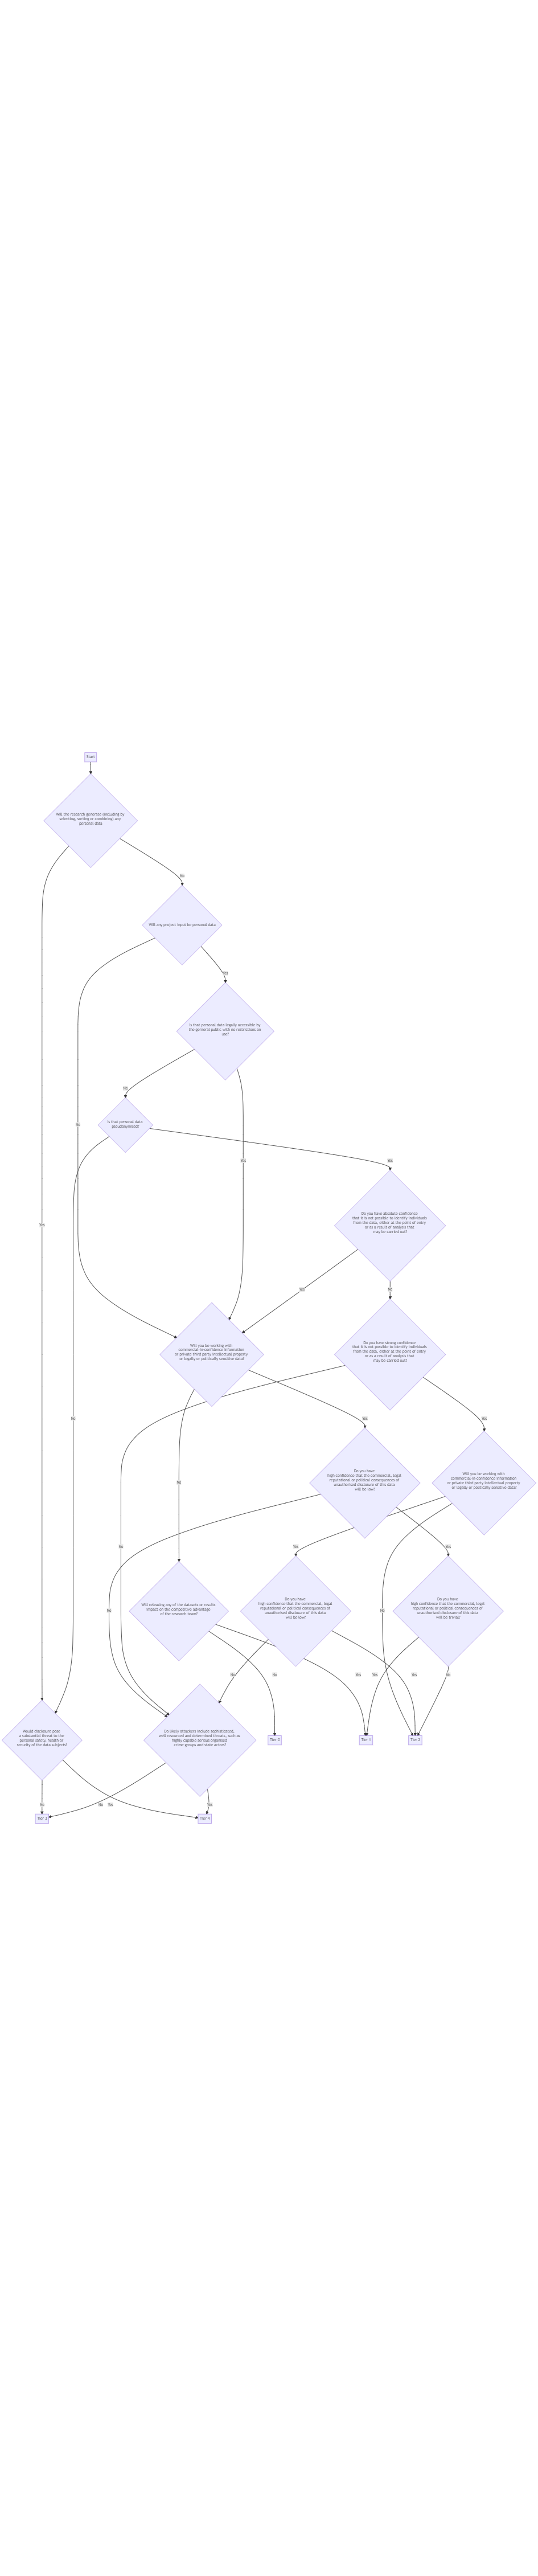 Start
Will the research generate (including by
selecting, sorting or combining) any
personal data
No
Will any project input be personal data
Yes
Is that personal data legally accessible by
the general public with no restrictions on
use?
No
Is that personal data
pseudonymised?
No
Yes
Yes
Do you have absolute confidence
that it is not possible to identify individuals
from the data, either at the point of entry
or as a result of analysis that
may be carried out?
Yes
Yes
No
Will you be working with
commercial-in-confidence information
or private third party intellectual property
or legally or politically sensitive data?
Do you have strong confidence
that it is not possible to identify individuals
from the data, either at the point of entry
or as a result of analysis that
may be carried out?
No
Yes
Yes
Do you have
high confidence that the commercial, legal
reputational or political consequences of
unauthorised disclosure of this data
will be low?
Will you be working with
commercial-in-confidence information
or private third party intellectual property
or legally or politically sensitive data?
No
No
Yes
Yes
Will releasing any of the datasets or results
impact on the competitive advantage
of the research team?
Do you have
high confidence that the commercial, legal
reputational or political consequences of
unauthorised disclosure of this data
will be low?
Do you have
high confidence that the commercial, legal
reputational or political consequences of
unauthorised disclosure of this data
will be trivial?
No
No
No
No
Yes
Yes
Yes
No
Would disclosure pose
a substantial threat to the
personal safety, health or
security of the data subjects?
Do likely attackers include sophisticated,
well-resourced and determined threats, such as
highly capable serious organised
crime groups and state actors?
Tier 0
Tier 1
Tier 2
No
No
Yes
Yes
Tier 3
Tier 4